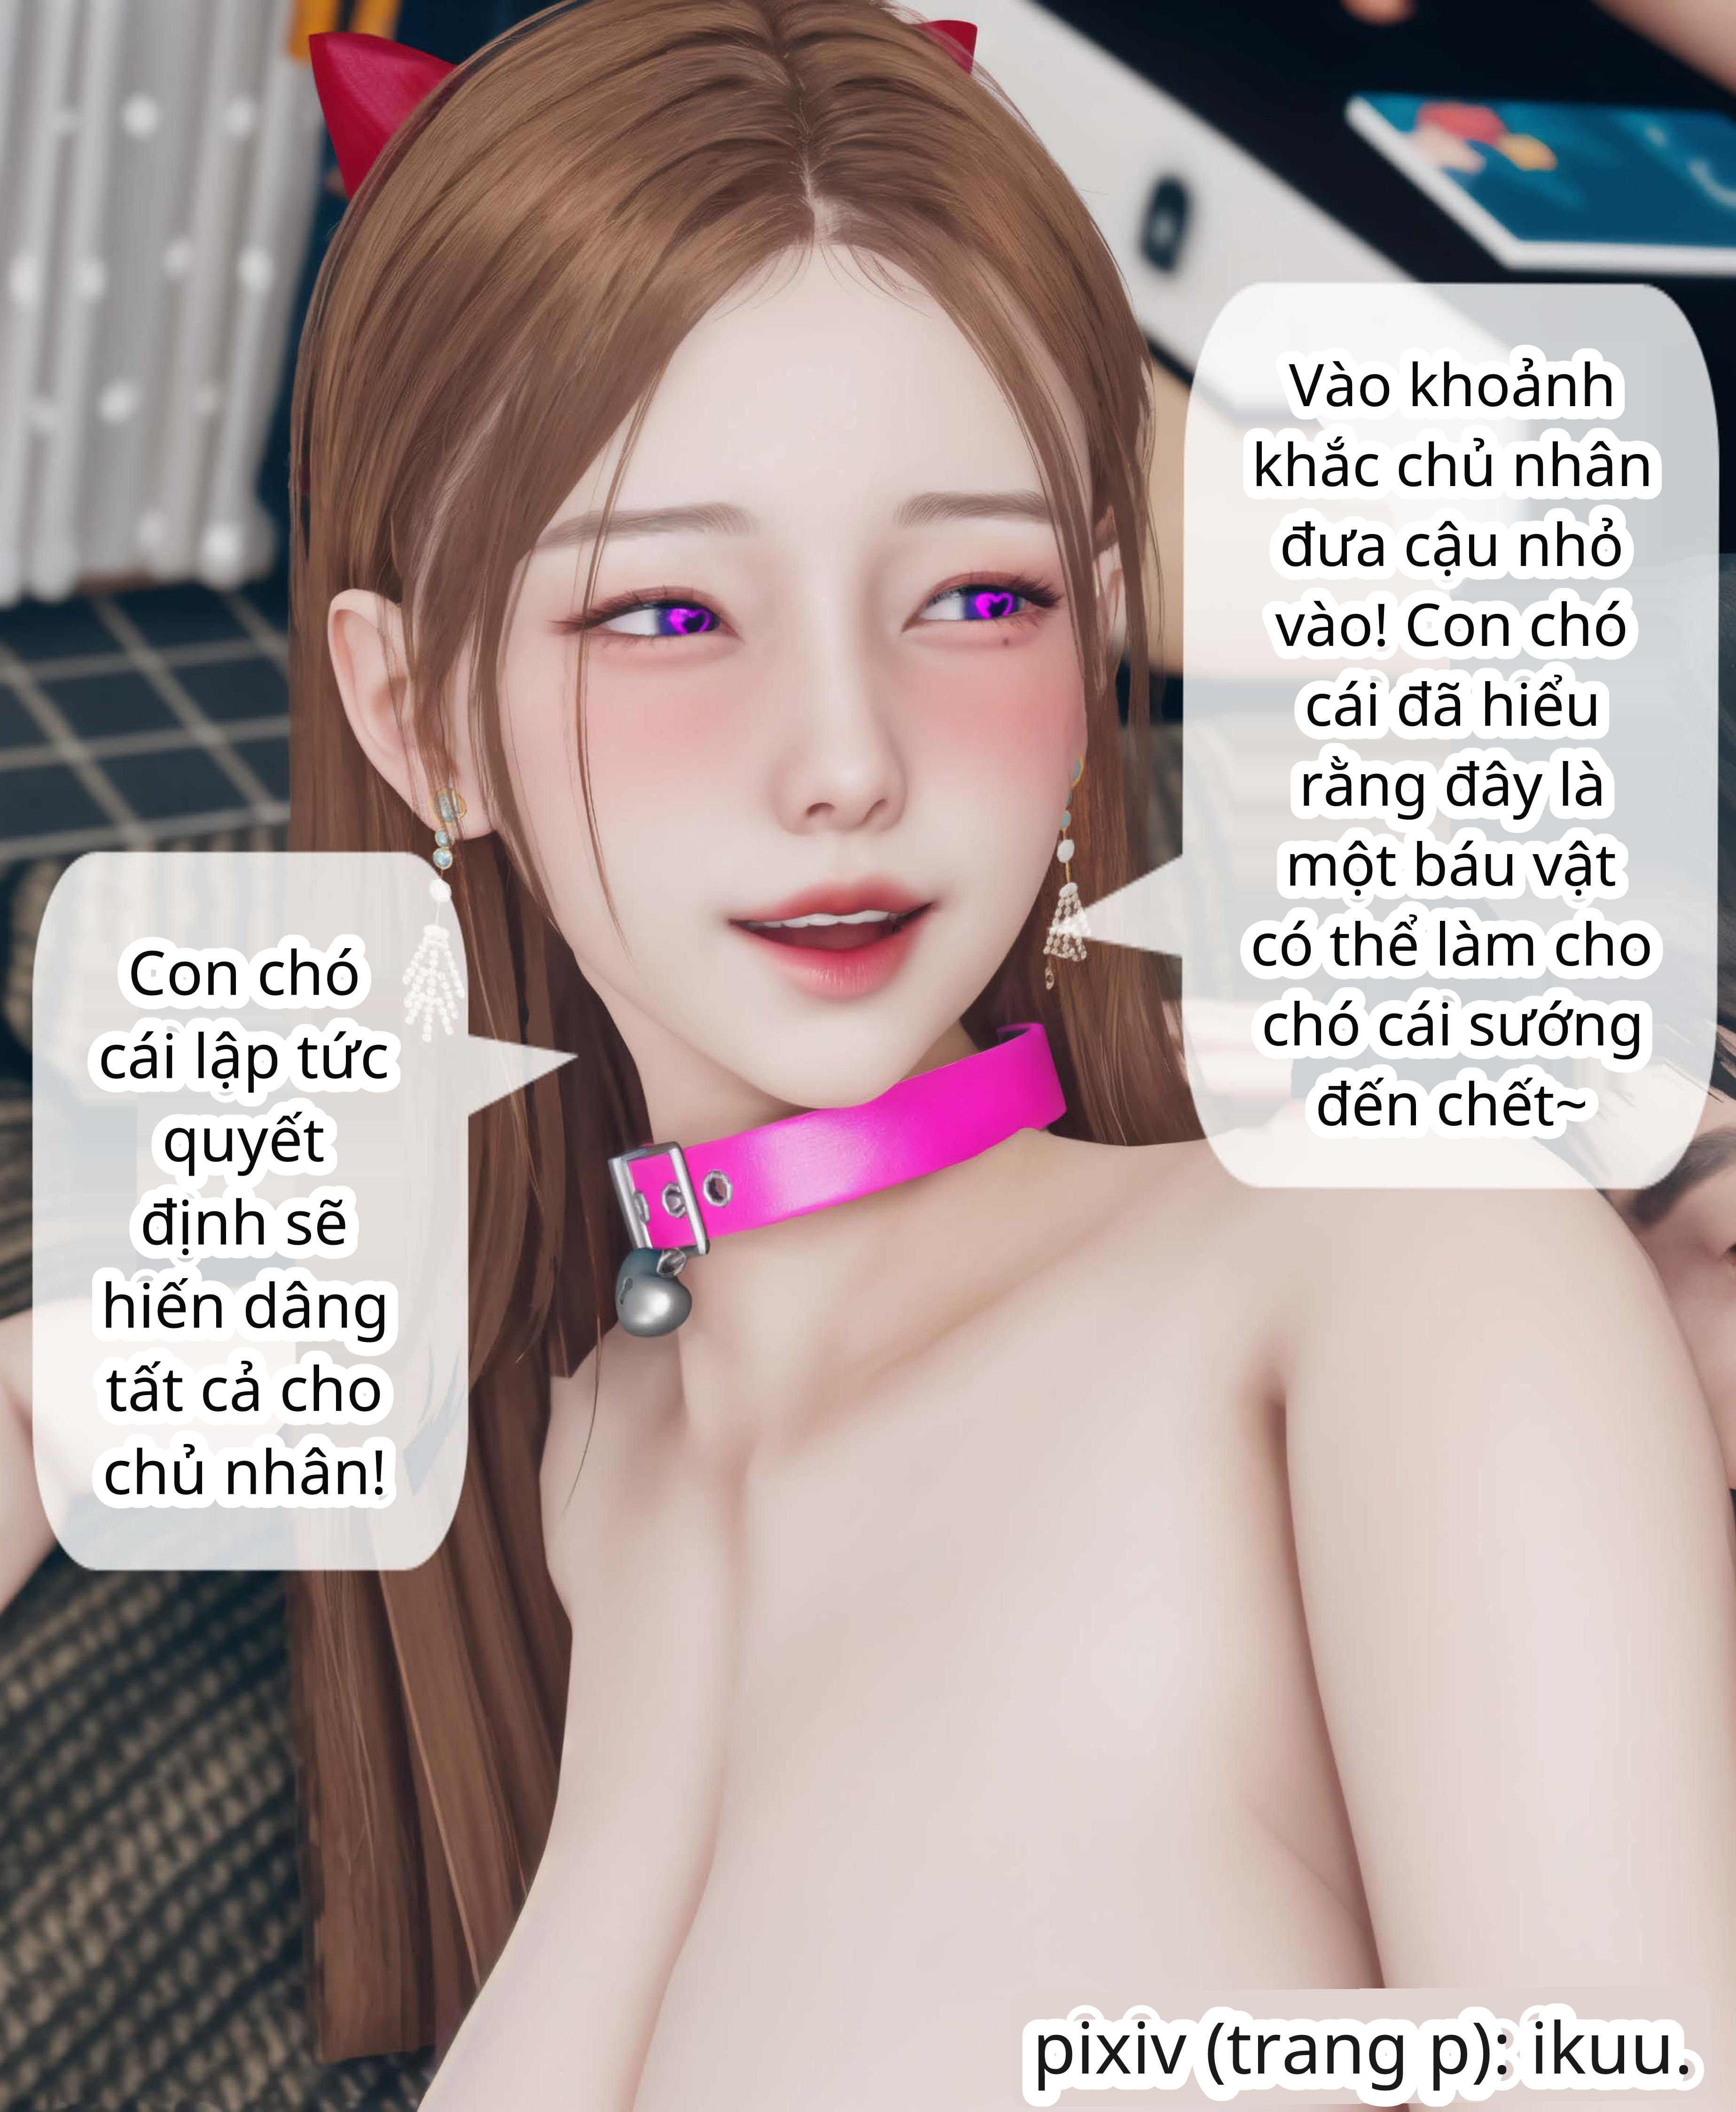 Vào khoảnh
khắc chủ nhân
đưa cậu nhỏ
vào! Con chó
cái đã hiểu
rằng đây là
một báu vật
có thể làm cho
chó cái sướng
đến chết~
Con chó
cái lập tức
quyết
định sẽ
hiến dâng
tất cả cho
chủ nhân!
pixiv (trang p): ikuu.